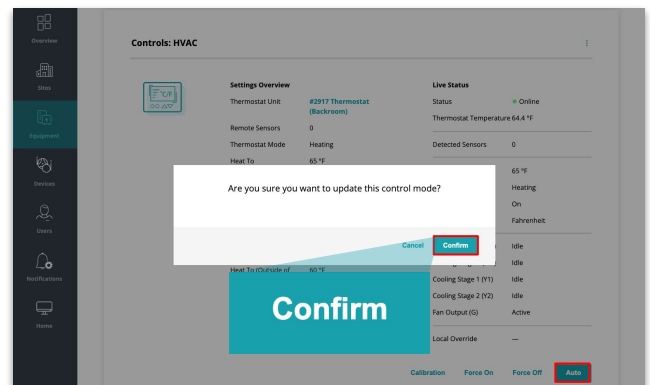 Overview
Sites
Equipment
Devices
Users
Notifications
Home
Controls: HVAC
Settings Overview
Thermostat Unit #2917 Thermostat
(Backroom)
Remote Sensors 0
Thermostat Mode Heating
Heat To 65 °F
Live Status
Status Online
Thermostat Temperature 64.4 °F
Detected Sensors 0
65 °F
Heating
On
Fahrenheit
Are you sure you want to update this control mode?
Cancel Confirm
Idle
Idle
Heat To (Outside of 60 °F
Confirm
Cooling Stage 1 (Y1) Idle
Cooling Stage 2 (Y2) Idle
Fan Output (G) Active
Local Override —
Calibration Force On Force Off Auto